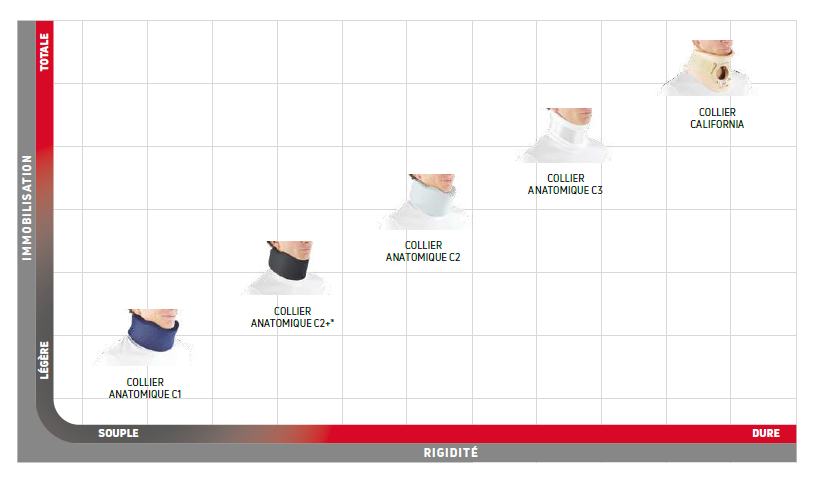 TOTALE
COLLIER
CALIFORNIA
COLLIER
ANATOMIQUE C3
IMMOBILISATION
COLLIER
ANATOMIQUE C2
COLLIER
ANATOMIQUE C2+*
LÉGÈRE
COLLIER
ANATOMIQUE C1
SOUPLE
DURE
RIGIDITÉ